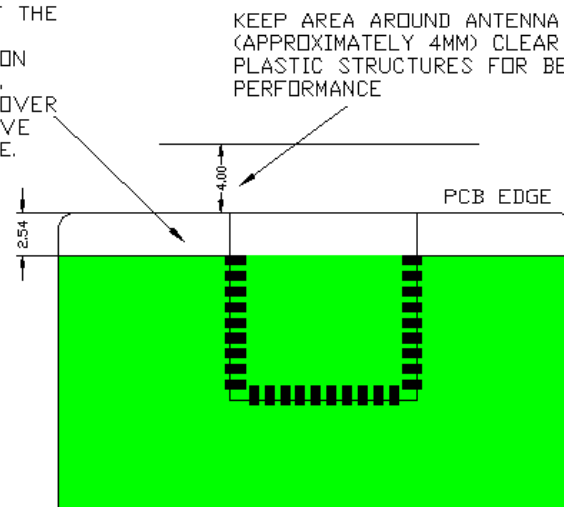 THE
ON
OVER
VE
E.
KEEP AREA AROUND ANTENNA
(APPROXIMATELY 4MM) CLEAR
PLASTIC STRUCTURES FOR BE
PERFORMANCE
4.00
PCB EDGE
2.54